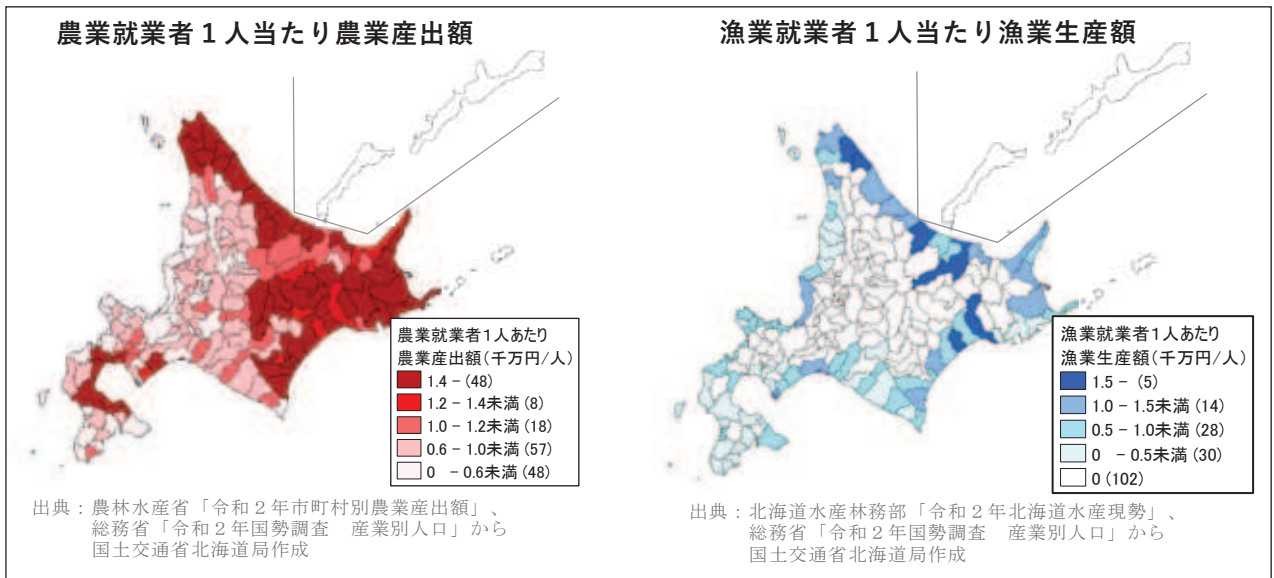 農業就業者１人当たり農業産出額
農業就業者１人あたり
農業産出額(千万円/人)
1.4 – (48)
1.2 – 1.4未満 (8)
1.0 – 1.2未満 (18)
0.6 – 1.0未満 (57)
0 – 0.6未満 (48)
出典：農林水産省「令和２年市町村別農業産出額」、
総務省「令和２年国勢調査　産業別人口」から
国土交通省北海道局作成
漁業就業者１人当たり漁業生産額
漁業就業者１人あたり
漁業生産額(千万円/人)
1.5 – (5)
1.0 – 1.5未満 (14)
0.5 – 1.0未満 (28)
0 – 0.5未満 (30)
0 (102)
出典：北海道水産林務部「令和２年北海道水産現勢」、
総務省「令和２年国勢調査　産業別人口」から
国土交通省北海道局作成